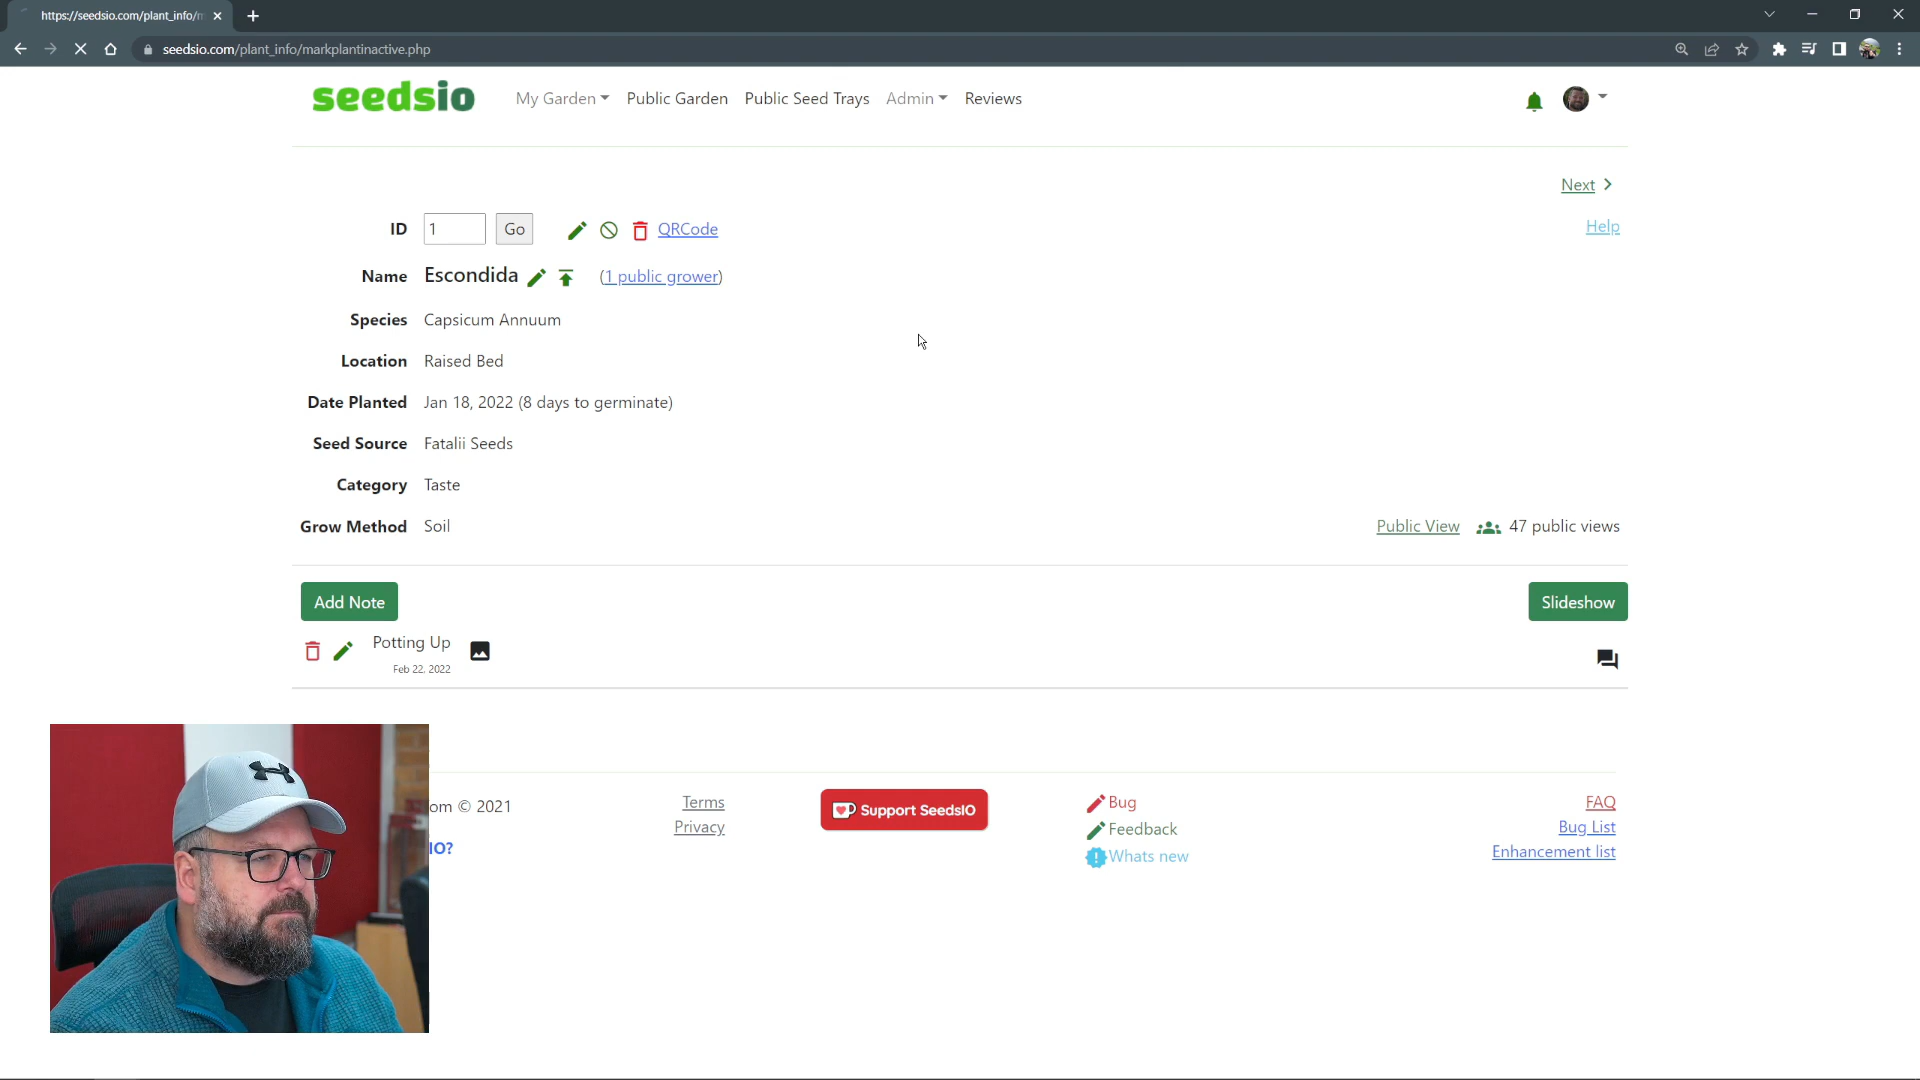 https://seedsio.com/plant_info/m
seedsio.com/plant_info/markplantinactive.php
seedsio
My Garden
Public Garden
Public Seed Trays
Admin
Reviews
Next
ID
1
Go
QRCode
Help
Name
Escondida
(1 public grower)
Species
Capsicum Annuum
Location
Raised Bed
Date Planted
Jan 18, 2022 (8 days to germinate)
Seed Source
Fatalii Seeds
Category
Taste
Grow Method
Soil
Public View
47 public views
Add Note
Slideshow
Potting Up
Feb 22, 2022
om © 2021
IO?
Terms
Privacy
Support SeedsIO
Bug
Feedback
Whats new
FAQ
Bug List
Enhancement list